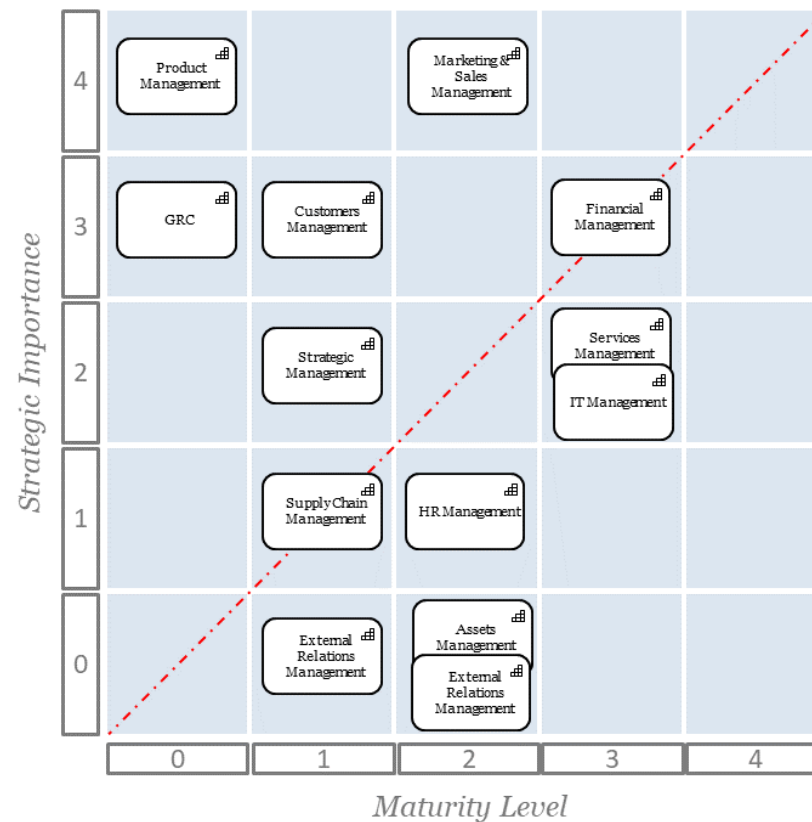 4
Product
Management
Marketing &
Sales
Management
3
GRC
Customers
Management
Financial
Management
Strategic Importance
2
Strategic
Management
Services
Management
IT Management
1
Supply Chain
Management
HR Management
0
External
Relations
Management
Assets
Management
External
Relations
Management
0
1
2
3
4
Maturity Level